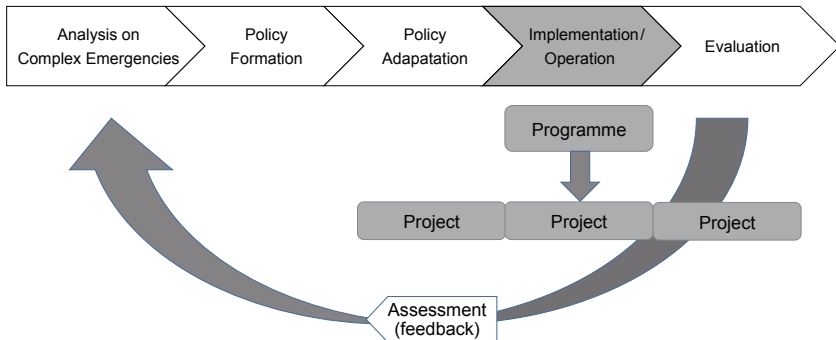 Analysis on
Complex Emergencies
Policy
Formation
Policy
Adapatation
Implementation/
Operation
Evaluation
Programme
Project
Project
Project
Assessment
(feedback)